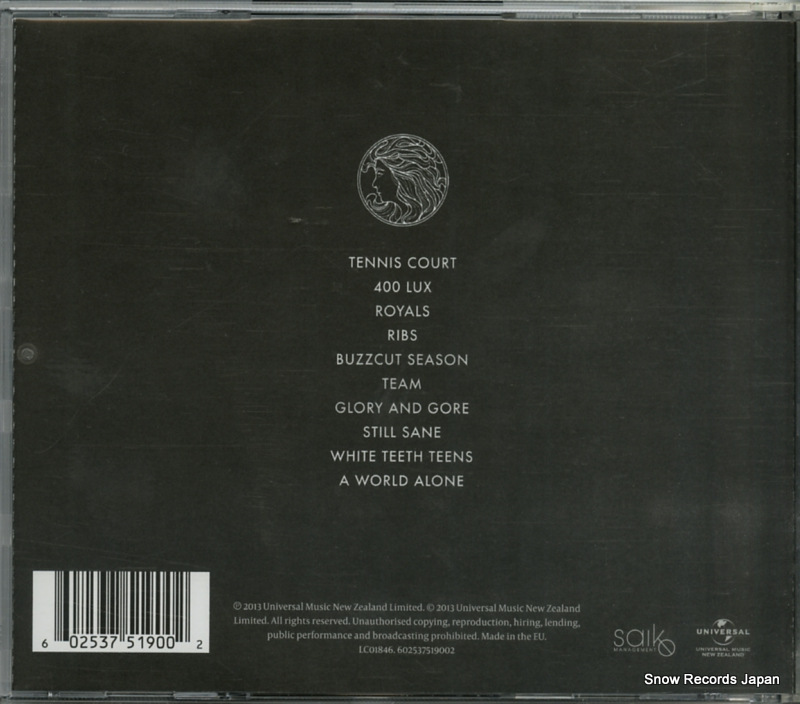 TENNIS COURT
400 LUX
ROYALS
RIBS
BUZZCUT SEASON
TEAM
GLORY AND GORE
STILL SANE
WHITE TEETH TEENS
A WORLD ALONE
6 02537 51900 2
℗ 2013 Universal Music New Zealand Limited. © 2013 Universal Music New Zealand
Limited. All rights reserved. Unauthorised copying, reproduction, hiring, lending,
public performance and broadcasting prohibited. Made in the EU.
LC01846. 602537519002
saiko
MANAGEMENT
UNIVERSAL
UNIVERSAL MUSIC
NEW ZEALAND
Snow Records Japan